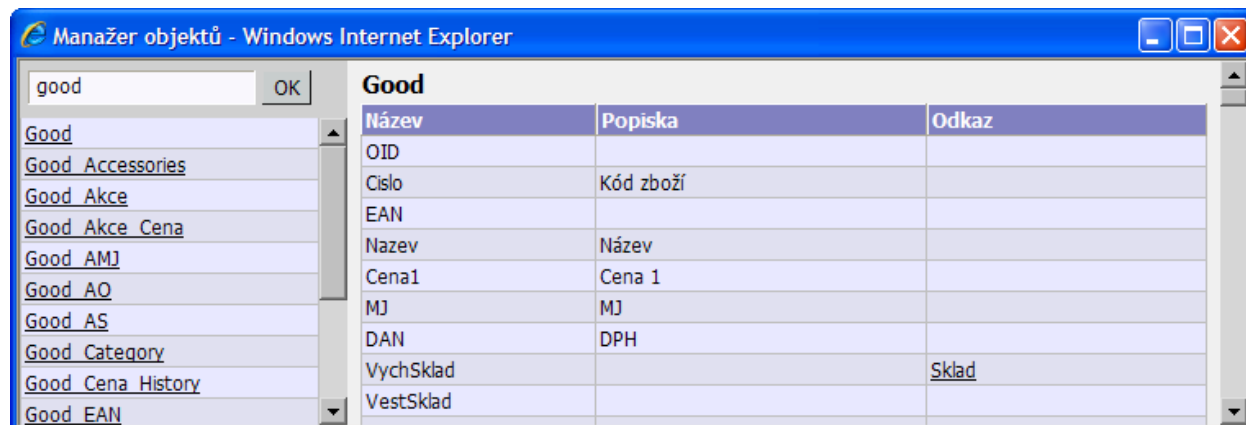 Manažer objektů - Windows Internet Explorer
good OK
Good
Good_Accessories
Good_Akce
Good_Akce_Cena
Good_AMJ
Good_AO
Good_AS
Good_Category
Good_Cena_History
Good_EAN
Good
Název Popiska Odkaz
OID
Cislo Kód zboží
EAN
Nazev Název
Cena1 Cena 1
MJ MJ
DAN DPH
VychSklad Sklad
VestSklad